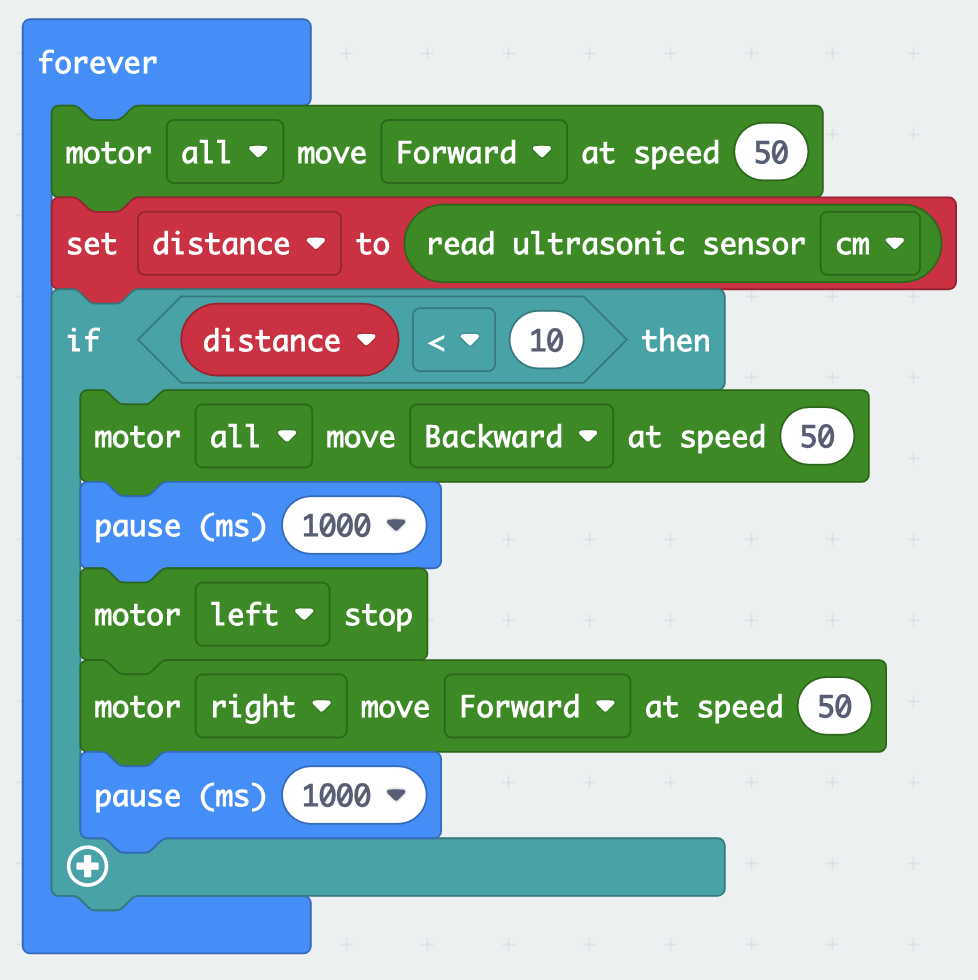 forever
motor all move Forward at speed 50
set distance to read ultrasonic sensor cm
if distance < 10 then
motor all move Backward at speed 50
pause (ms) 1000
motor left stop
motor right move Forward at speed 50
pause (ms) 1000